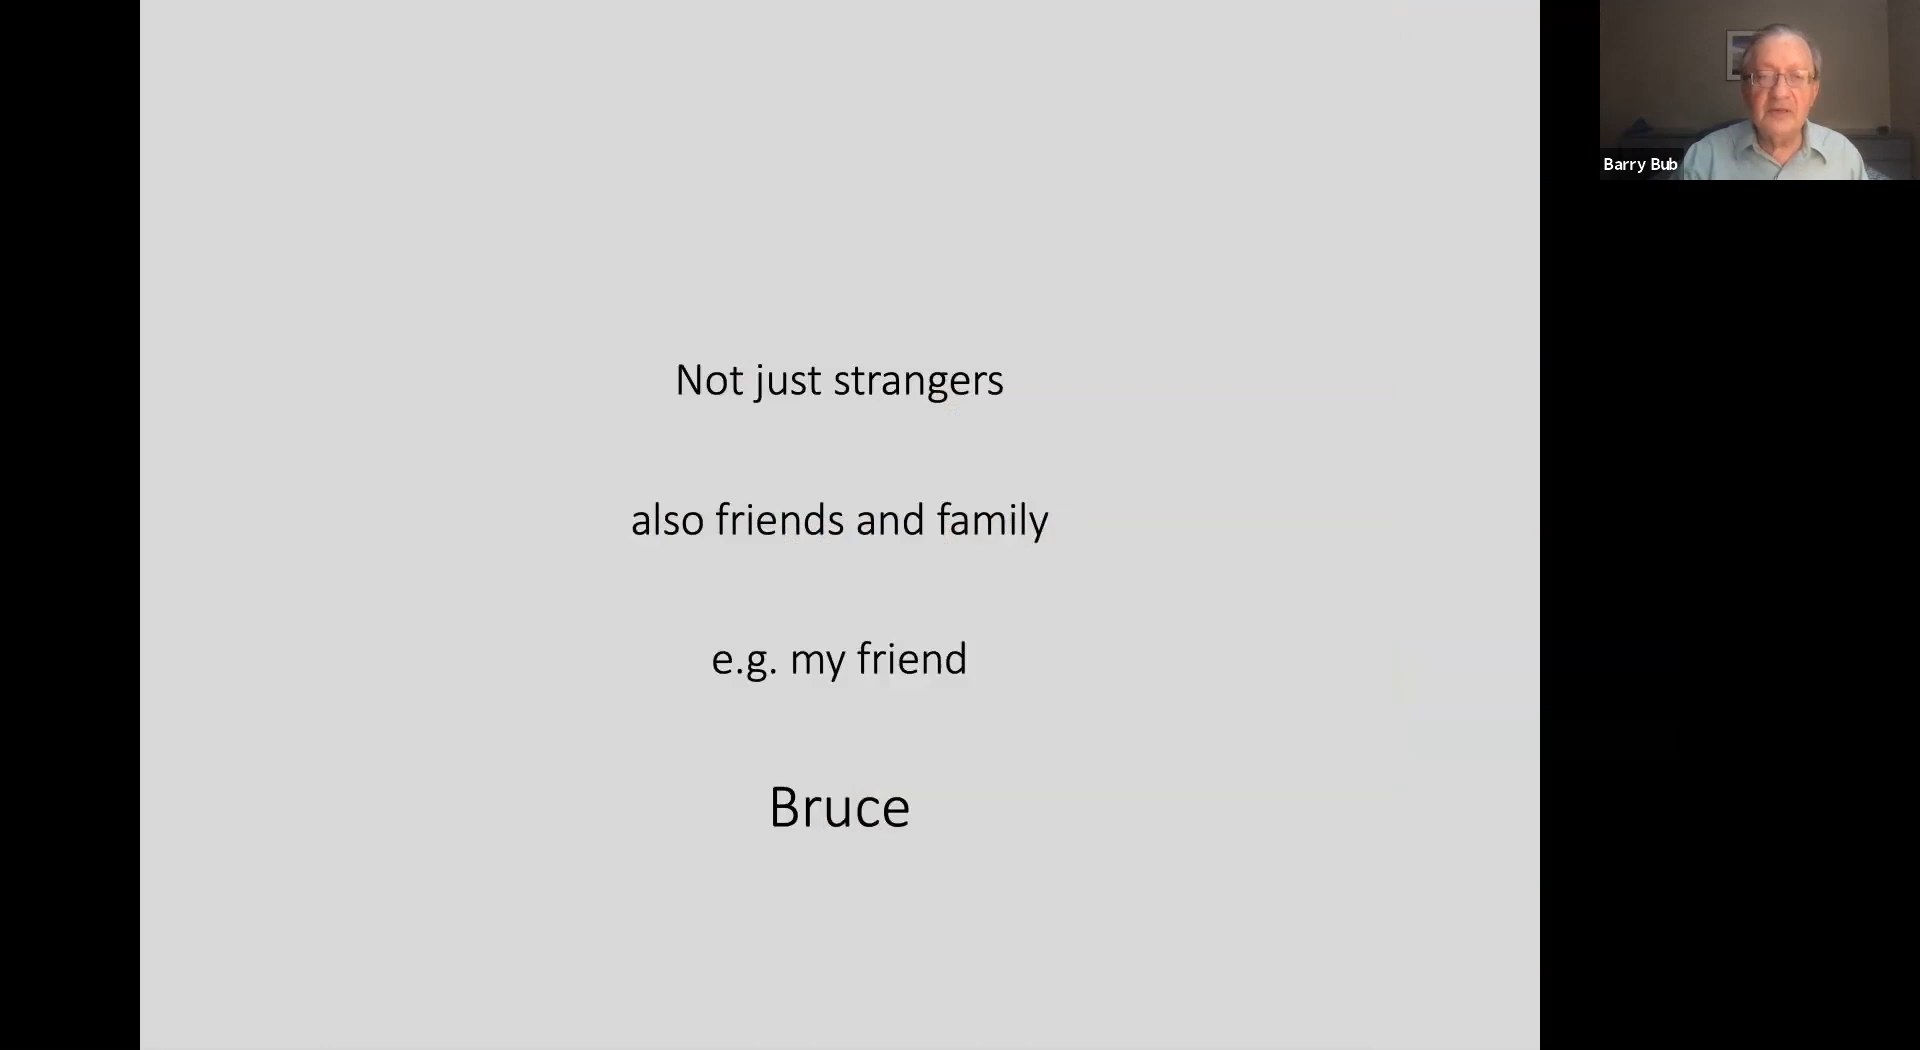 Not just strangers
also friends and family
e.g. my friend
Bruce
Barry Bub